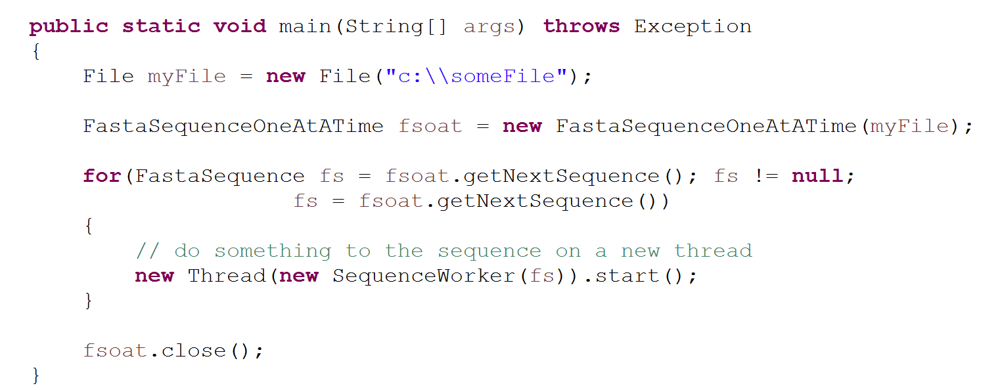 public static void main(String[] args) throws Exception
{
    File myFile = new File("c:\\someFile");
    FastaSequenceOneAtATime fsoat = new FastaSequenceOneAtATime(myFile);
    for(FastaSequence fs = fsoat.getNextSequence(); fs != null;
                    fs = fsoat.getNextSequence())
    {
        // do something to the sequence on a new thread
        new Thread(new SequenceWorker(fs)).start();
    }
    fsoat.close();
}